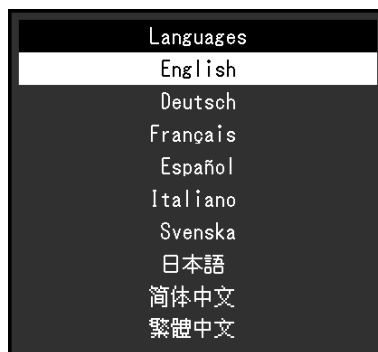 Languages
English
Deutsch
Français
Español
Italiano
Svenska
日本語
简体中文
繁體中文